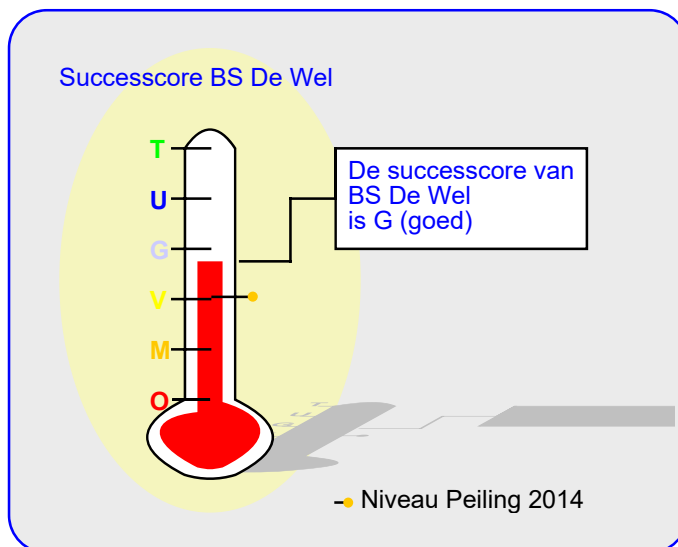 Successcore BS De Wel
T
De successcore van
BS De Wel
is G (goed)
U
G
V
M
O
Niveau Peiling 2014